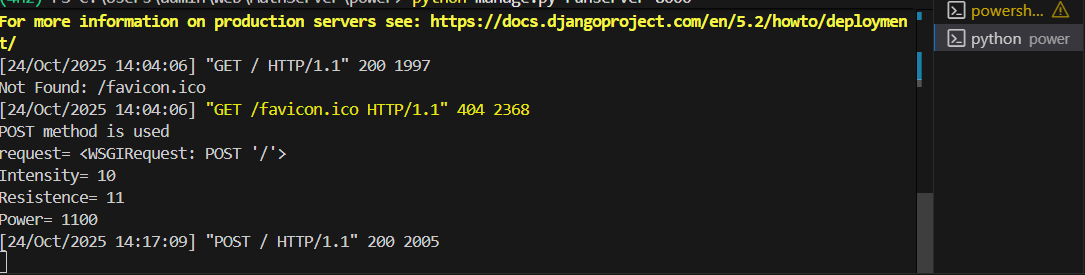 For more information on production servers see: https://docs.djangoproject.com/en/5.2/howto/deploymen
t/
[24/Oct/2025 14:04:06] "GET / HTTP/1.1" 200 1997
Not Found: /favicon.ico
[24/Oct/2025 14:04:06] "GET /favicon.ico HTTP/1.1" 404 2368
POST method is used
request= <WSGIRequest: POST '/'>
Intensity= 10
Resistence= 11
Power= 1100
[24/Oct/2025 14:17:09] "POST / HTTP/1.1" 200 2005
powersh...
python power